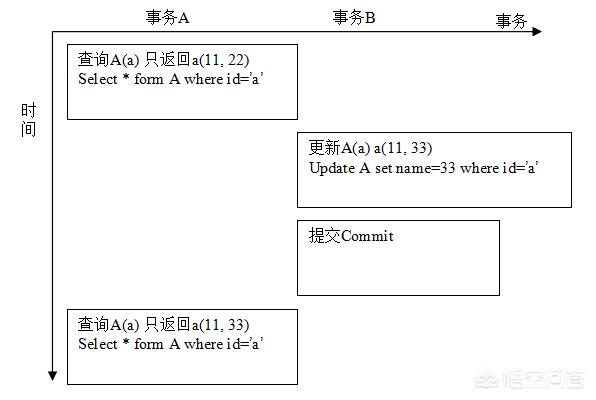 事务A
事务B
事务
查询A(a) 只返回a(11, 22)
Select * form A where id='a'
时
间
更新A(a) a(11, 33)
Update A set name=33 where id='a'
提交Commit
查询A(a) 只返回a(11, 33)
Select * form A where id='a'
悟空问答